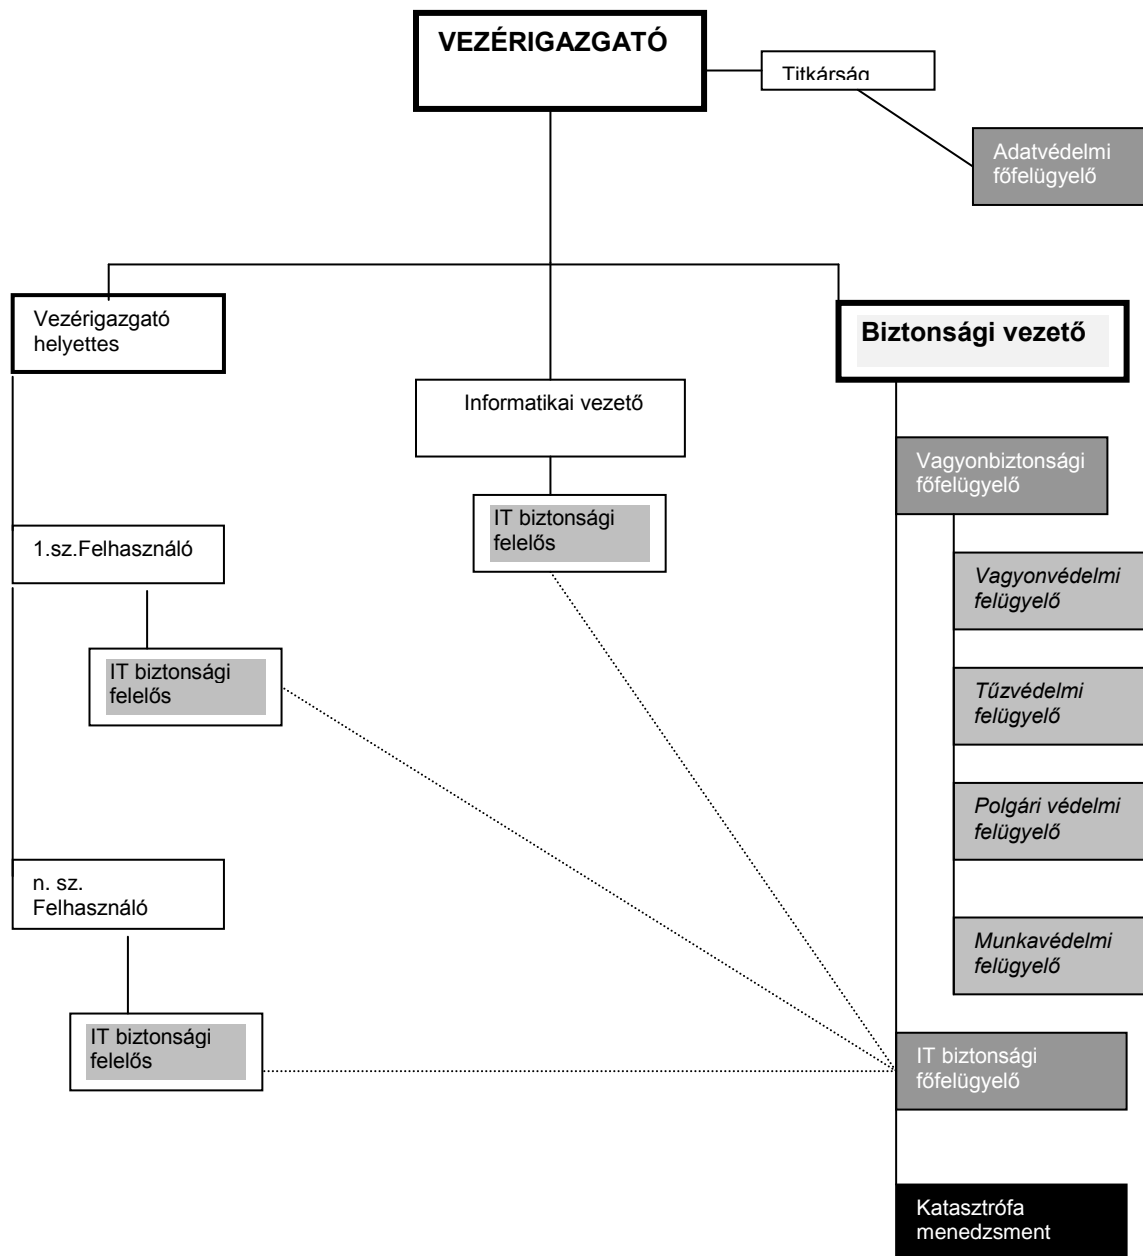 VEZÉRIGAZGATÓ
Titkárság
Adatvédelmi
főfelügyelő
Vezérigazgató
helyettes
Biztonsági vezető
Informatikai vezető
Vagyonbiztonsági
főfelügyelő
IT biztonsági
felelős
1.sz.Felhasználó
Vagyonvédelmi
felügyelő
IT biztonsági
felelős
Tűzvédelmi
felügyelő
Polgári védelmi
felügyelő
n. sz.
Felhasználó
Munkavédelmi
felügyelő
IT biztonsági
felelős
IT biztonsági
főfelügyelő
Katasztrófa
menedzsment